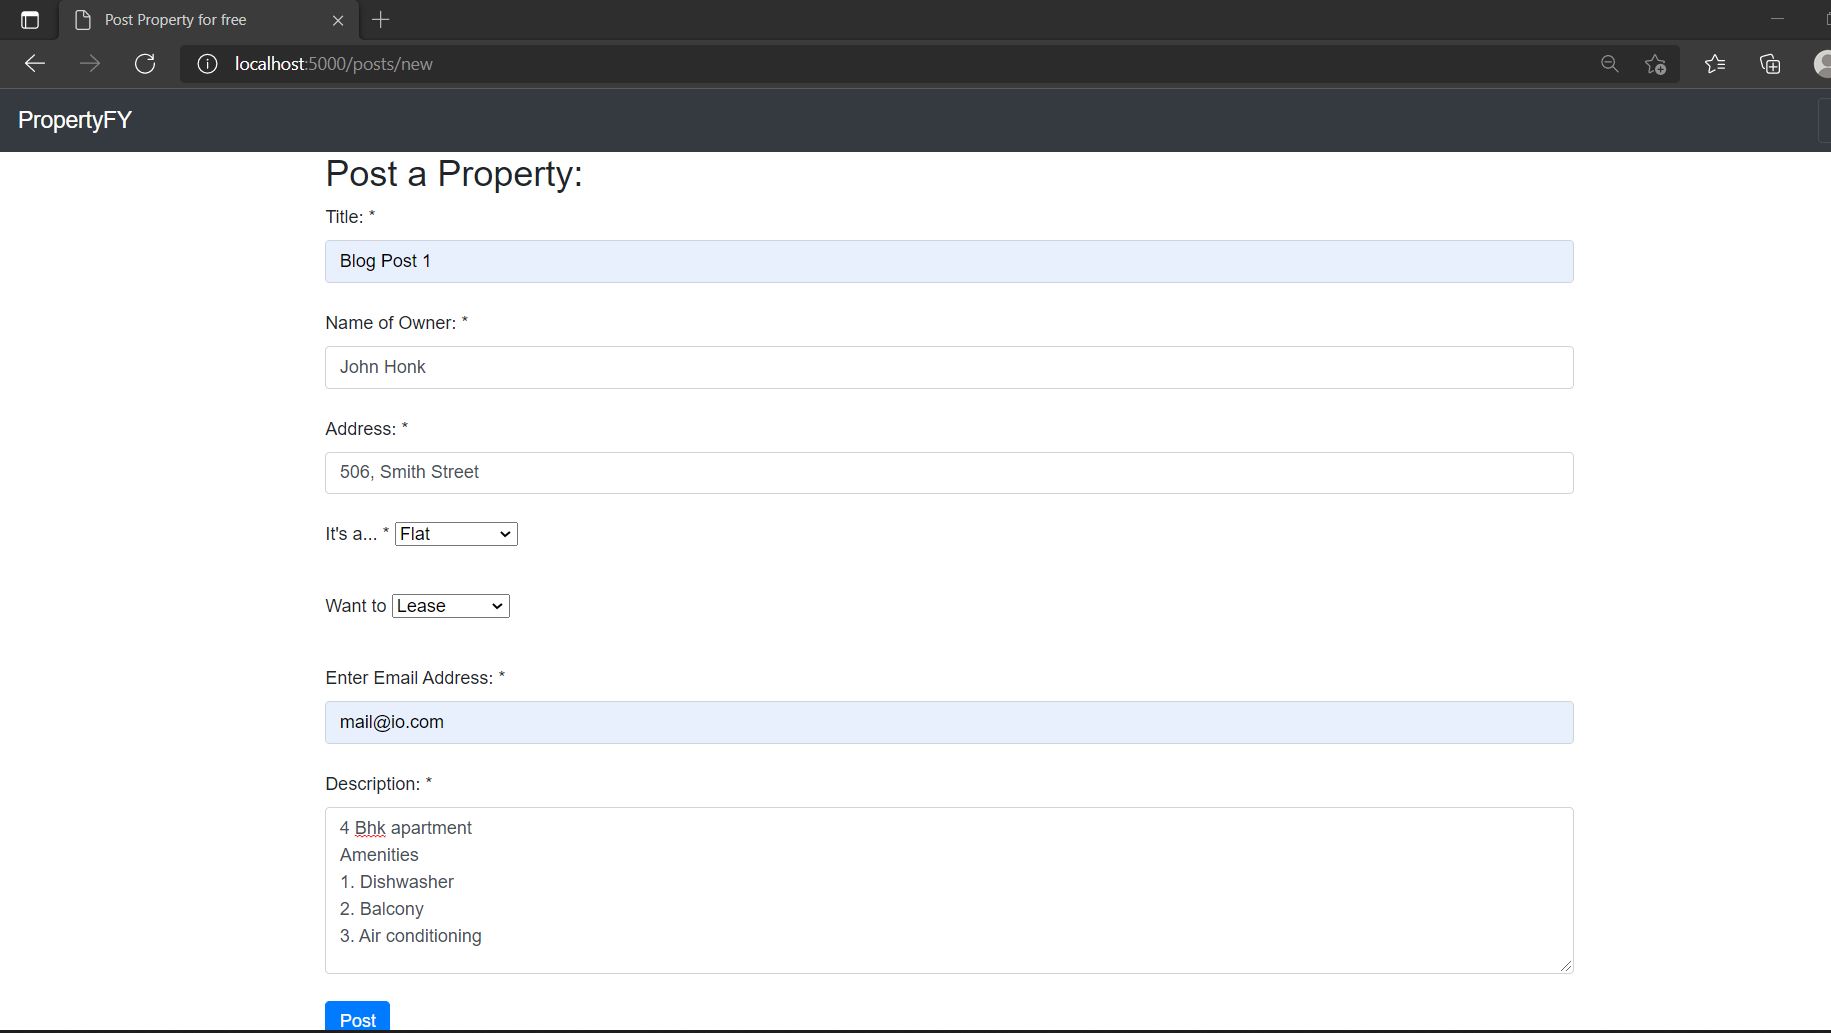 Post Property for free
localhost:5000/posts/new
PropertyFY
Post a Property:
Title: *
Blog Post 1
Name of Owner: *
John Honk
Address: *
506, Smith Street
It's a... * Flat
Want to Lease
Enter Email Address: *
mail@io.com
Description: *
4 Bhk apartment
Amenities
1. Dishwasher
2. Balcony
3. Air conditioning
Post